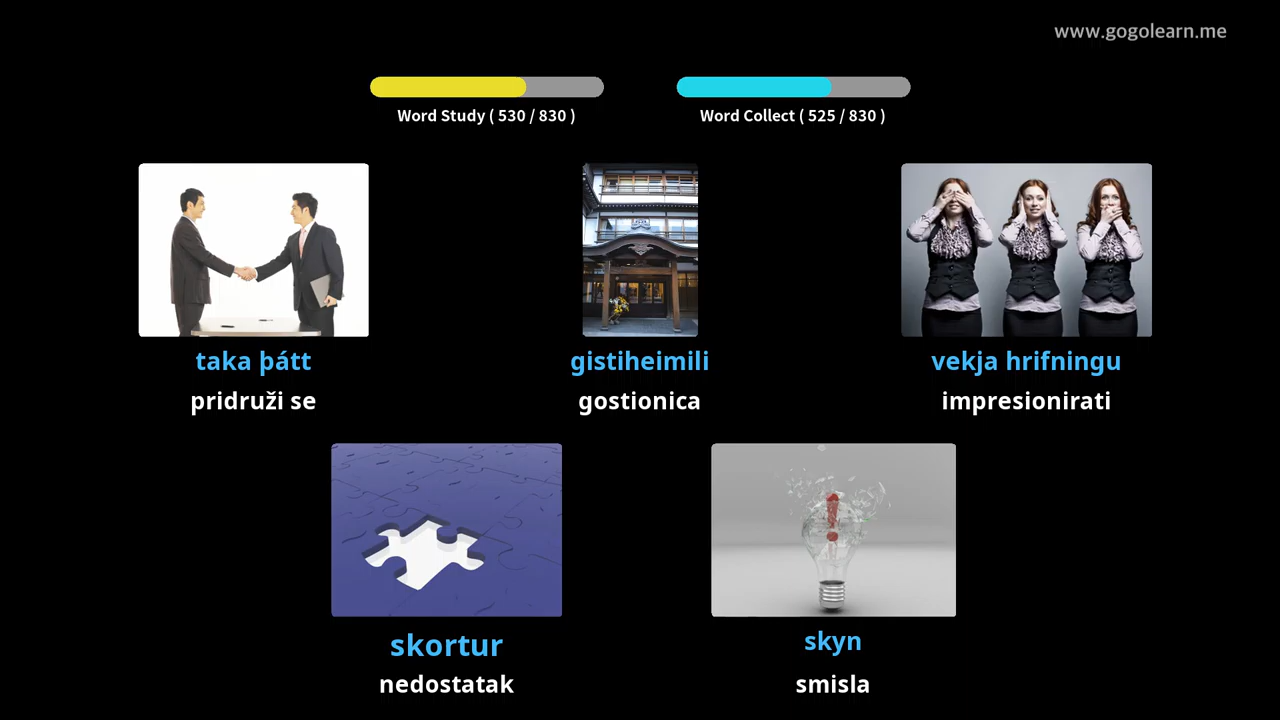 www.gogolearn.me
Word Study ( 530 / 830 )
Word Collect ( 525 / 830 )
taka þátt
pridruži se
gistiheimili
gostionica
vekja hrifningu
impresionirati
skortur
nedostatak
skyn
smisla